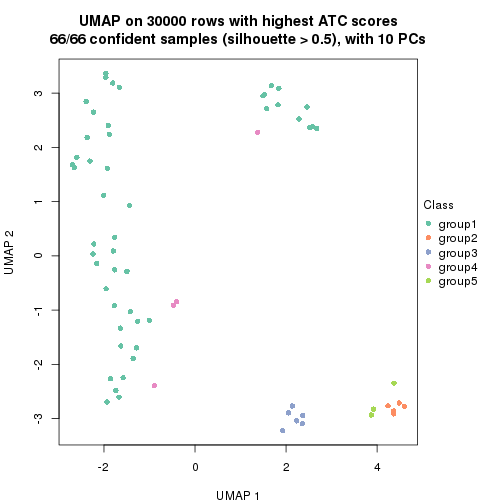 UMAP on 30000 rows with highest ATC scores
66/66 confident samples (silhouette > 0.5), with 10 PCs
3
2
1
0
-1
-2
-3
UMAP 2
-2
0
2
4
UMAP 1
Class
group1
group2
group3
group4
group5